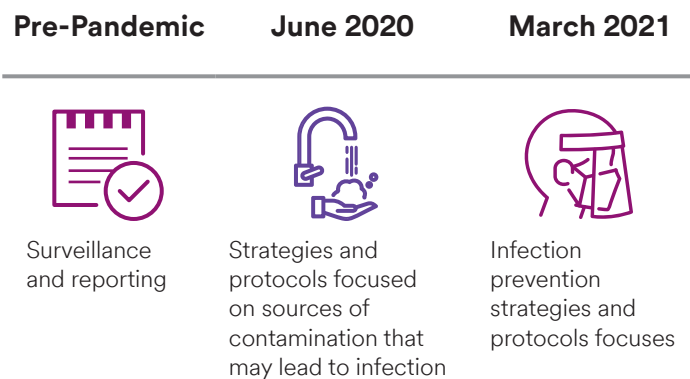 Pre-Pandemic
June 2020
March 2021
Surveillance
and reporting
Strategies and
protocols focused
on sources of
contamination that
may lead to infection
Infection
prevention
strategies and
protocols focuses